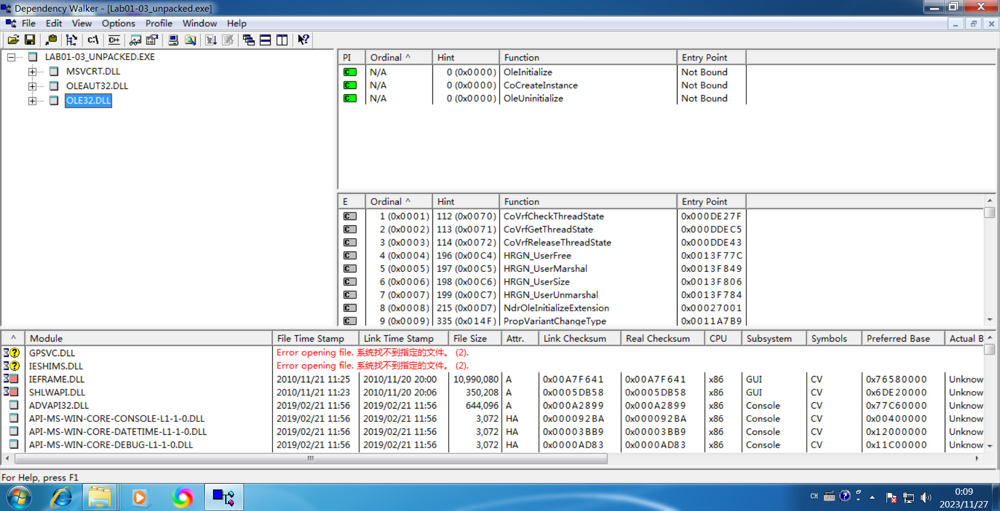 Dependency Walker - [Lab01-03_unpacked.exe]
File Edit View Options Profile Window Help
C:\ C++
LAB01-03_UNPACKED.EXE
MSVCRT.DLL
OLEAUT32.DLL
OLE32.DLL
PI Ordinal ^ Hint Function Entry Point
C N/A 0 (0x0000) OleInitialize Not Bound
C N/A 0 (0x0000) CoCreateInstance Not Bound
C N/A 0 (0x0000) OleUninitialize Not Bound
E Ordinal ^ Hint Function Entry Point
C 1 (0x0001) 112 (0x0070) CoVrfCheckThreadState 0x000DE27F
C 2 (0x0002) 113 (0x0071) CoVrfGetThreadState 0x000DDEC5
C 3 (0x0003) 114 (0x0072) CoVrfReleaseThreadState 0x000DDE43
C 4 (0x0004) 196 (0x00C4) HRGN_UserFree 0x0013F77C
C 5 (0x0005) 197 (0x00C5) HRGN_UserMarshal 0x0013F849
C 6 (0x0006) 198 (0x00C6) HRGN_UserSize 0x0013F806
C 7 (0x0007) 199 (0x00C7) HRGN_UserUnmarshal 0x0013F784
C 8 (0x0008) 215 (0x00D7) NdrOleInitializeExtension 0x00027001
C 9 (0x0009) 335 (0x014F) PropVariantChangeType 0x0011A7B9
^ Module File Time Stamp Link Time Stamp File Size Attr. Link Checksum Real Checksum CPU Subsystem Symbols Preferred Base Actual B
GPSVC.DLL Error opening file. 系统找不到指定的文件。 (2).
IESHIMS.DLL Error opening file. 系统找不到指定的文件。 (2).
IEFRAME.DLL 2010/11/21 11:25 2010/11/20 20:00 10,990,080 A 0x00A7F641 0x00A7F641 x86 GUI CV 0x76580000 Unknow
SHLWAPI.DLL 2010/11/21 11:23 2010/11/20 20:06 350,208 A 0x0005DB58 0x0005DB58 x86 GUI CV 0x6DE20000 Unknow
ADVAPI32.DLL 2019/02/21 11:56 2019/02/21 11:56 644,096 A 0x000A2899 0x000A2899 x86 Console CV 0x77C60000 Unknow
API-MS-WIN-CORE-CONSOLE-L1-1-0.DLL 2019/02/21 11:56 2019/02/21 11:56 3,072 HA 0x000092BA 0x000092BA x86 Console CV 0x00400000 Unknow
API-MS-WIN-CORE-DATETIME-L1-1-0.DLL 2019/02/21 11:56 2019/02/21 11:56 3,072 HA 0x00003BB9 0x00003BB9 x86 Console CV 0x12000000 Unknow
API-MS-WIN-CORE-DEBUG-L1-1-0.DLL 2019/02/21 11:56 2019/02/21 11:56 3,072 HA 0x0000AD83 0x0000AD83 x86 Console CV 0x11C00000 Unknow
For Help, press F1
CH
0:09
2023/11/27